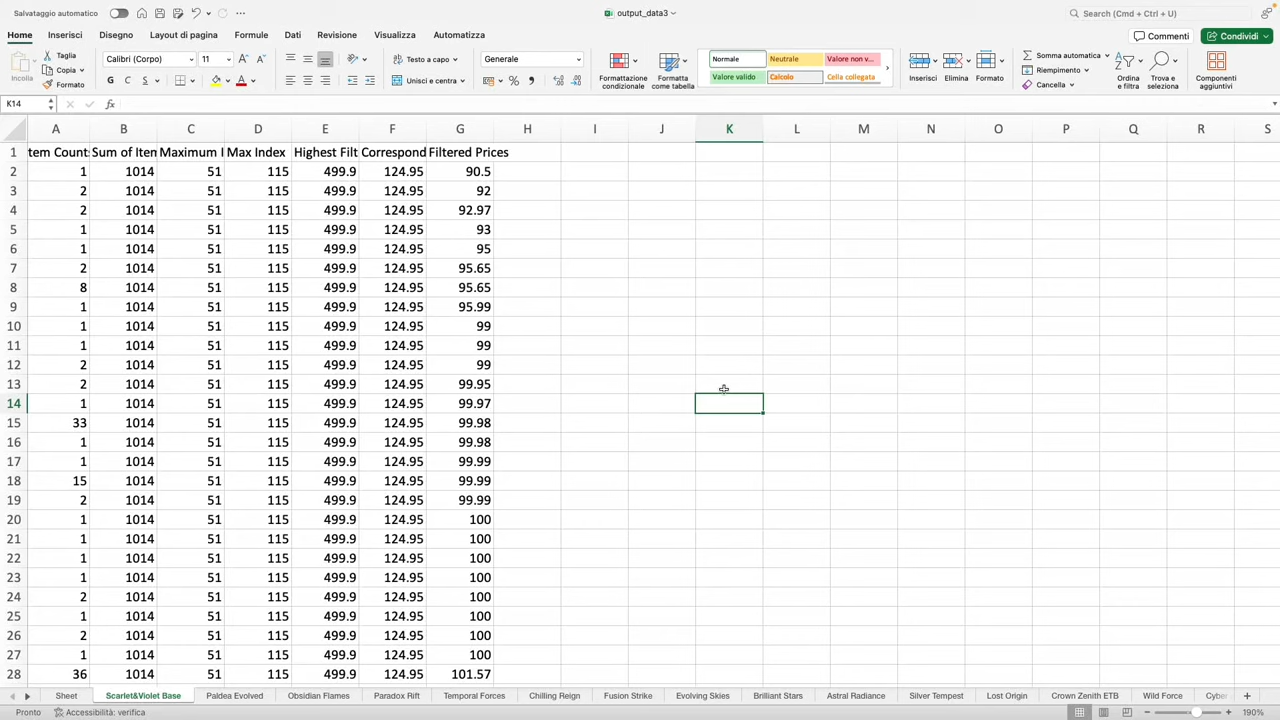 Salvataggio automatico
output_data3
Search (Cmd + Ctrl + U)
Home Inserisci Disegno Layout di pagina Formule Dati Revisione Visualizza Automatizza
Commenti Condividi
Incolla
Taglia
Copia
Formato
Calibri (Corpo) 11
G C S
Testo a capo
Unisci e centra
Generale
Formattazione condizionale
Formatta come tabella
Normale Neutrale Valore non v...
Valore valido Calcolo Cella collegata
Inserisci Elimina Formato
Somma automatica
Riempimento
Cancella
Ordina e filtra
Trova e seleziona
Componenti aggiuntivi
K14 fx
A B C D E F G H I J K L M N O P Q R S
1 tem Counts Sum of Iten Maximum I Max Index Highest Filt Correspond Filtered Prices
2 1 1014 51 115 499.9 124.95 90.5
3 2 1014 51 115 499.9 124.95 92
4 2 1014 51 115 499.9 124.95 92.97
5 1 1014 51 115 499.9 124.95 93
6 1 1014 51 115 499.9 124.95 95
7 2 1014 51 115 499.9 124.95 95.65
8 8 1014 51 115 499.9 124.95 95.65
9 1 1014 51 115 499.9 124.95 95.99
10 1 1014 51 115 499.9 124.95 99
11 1 1014 51 115 499.9 124.95 99
12 2 1014 51 115 499.9 124.95 99
13 2 1014 51 115 499.9 124.95 99.95
14 1 1014 51 115 499.9 124.95 99.97
15 33 1014 51 115 499.9 124.95 99.98
16 1 1014 51 115 499.9 124.95 99.98
17 1 1014 51 115 499.9 124.95 99.99
18 15 1014 51 115 499.9 124.95 99.99
19 2 1014 51 115 499.9 124.95 99.99
20 1 1014 51 115 499.9 124.95 100
21 1 1014 51 115 499.9 124.95 100
22 1 1014 51 115 499.9 124.95 100
23 1 1014 51 115 499.9 124.95 100
24 2 1014 51 115 499.9 124.95 100
25 1 1014 51 115 499.9 124.95 100
26 2 1014 51 115 499.9 124.95 100
27 1 1014 51 115 499.9 124.95 100
28 36 1014 51 115 499.9 124.95 101.57
Sheet Scarlet&Violet Base Paldea Evolved Obsidian Flames Paradox Rift Temporal Forces Chilling Reign Fusion Strike Evolving Skies Brilliant Stars Astral Radiance Silver Tempest Lost Origin Crown Zenith ETB Wild Force Cyber
Pronto Accessibilità: verifica 190%